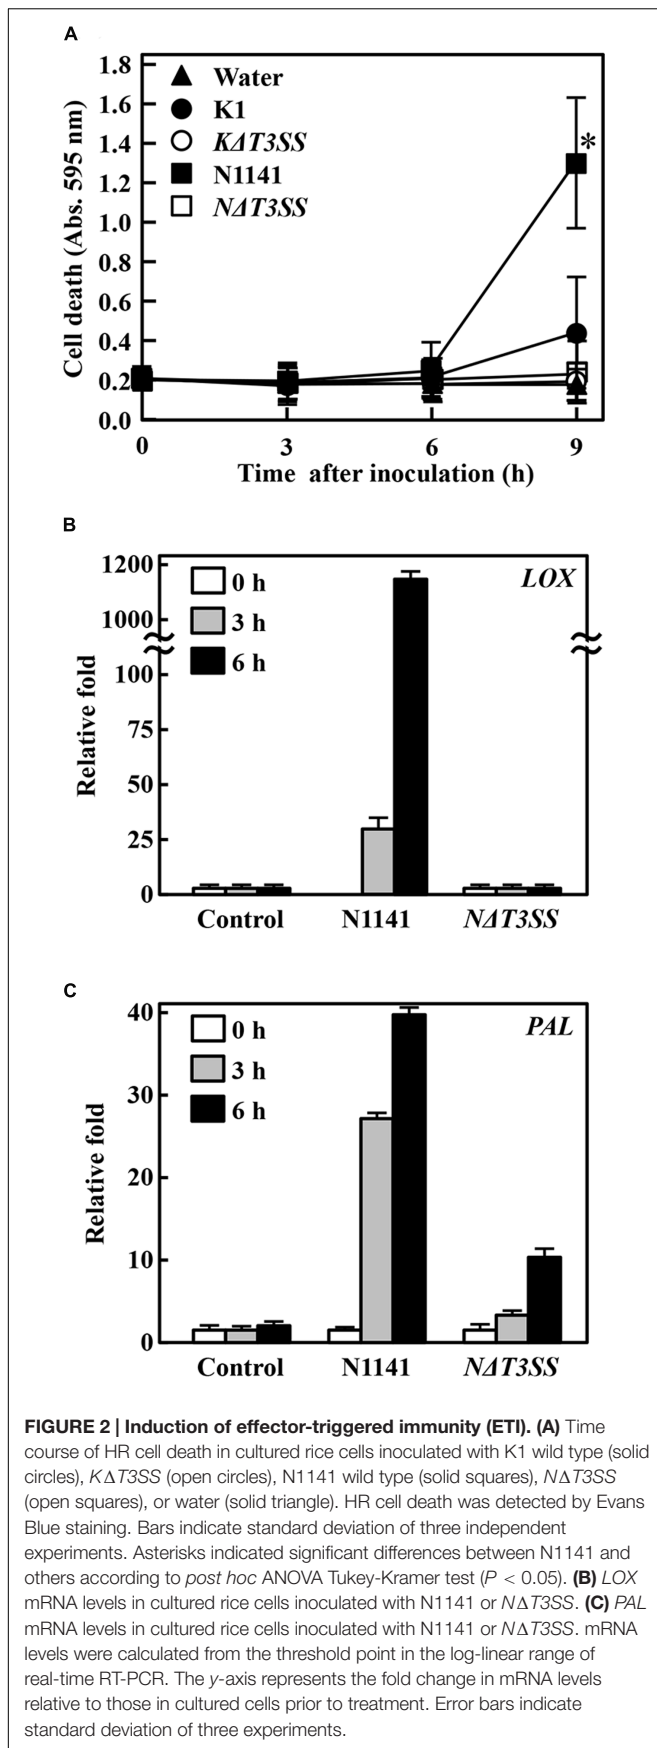 A
1.8
1.6
1.4
1.2
1.0
0.8
0.6
0.4
0.2
0.0
Cell death (Abs. 595 nm)
Water
K1
KΔT3SS
N1141
NΔT3SS
*
0 3 6 9
Time after inoculation (h)
B
1200
1000
100
75
50
25
0
Relative fold
0 h
3 h
6 h
LOX
Control N1141 NΔT3SS
C
40
30
20
10
0
Relative fold
0 h
3 h
6 h
PAL
Control N1141 NΔT3SS
FIGURE 2 | Induction of effector-triggered immunity (ETI). (A) Time
course of HR cell death in cultured rice cells inoculated with K1 wild type (solid
circles), KΔT3SS (open circles), N1141 wild type (solid squares), NΔT3SS
(open squares), or water (solid triangle). HR cell death was detected by Evans
Blue staining. Bars indicate standard deviation of three independent
experiments. Asterisks indicated significant differences between N1141 and
others according to post hoc ANOVA Tukey-Kramer test (P < 0.05). (B) LOX
mRNA levels in cultured rice cells inoculated with N1141 or NΔT3SS. (C) PAL
mRNA levels in cultured rice cells inoculated with N1141 or NΔT3SS. mRNA
levels were calculated from the threshold point in the log-linear range of
real-time RT-PCR. The y-axis represents the fold change in mRNA levels
relative to those in cultured cells prior to treatment. Error bars indicate
standard deviation of three experiments.